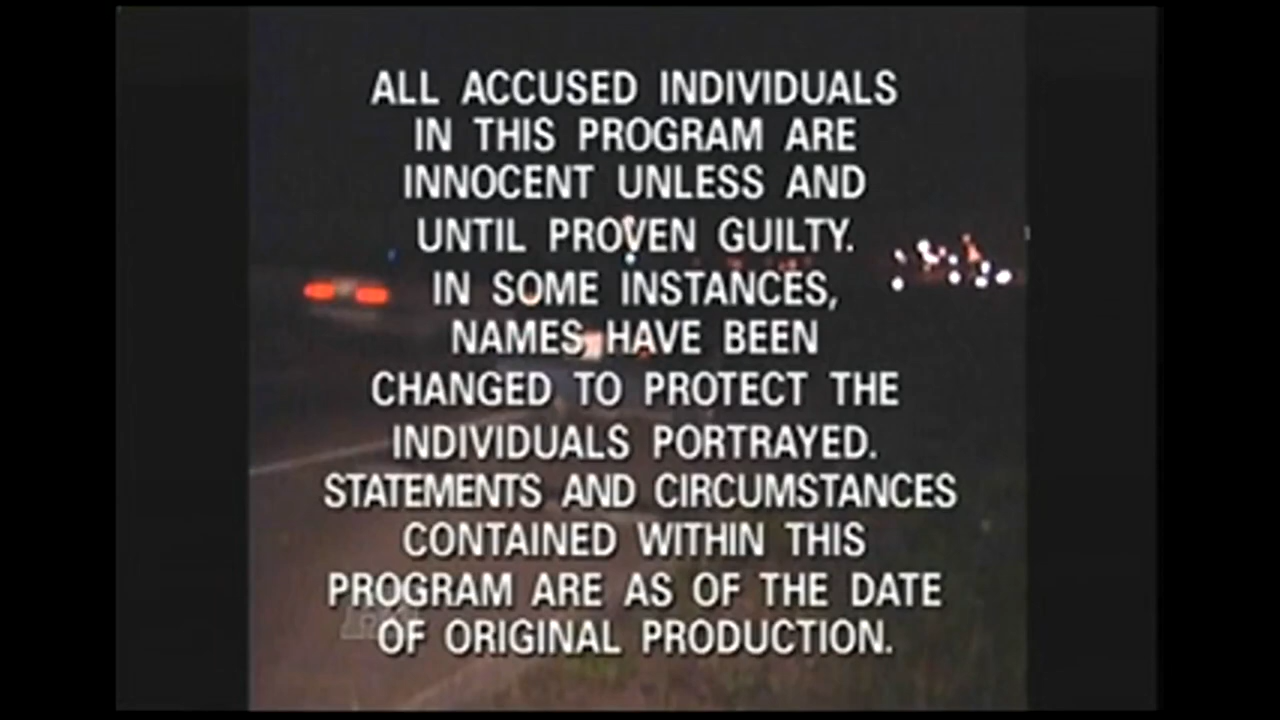 ALL ACCUSED INDIVIDUALS
IN THIS PROGRAM ARE
INNOCENT UNLESS AND
UNTIL PROVEN GUILTY.
IN SOME INSTANCES,
NAMES HAVE BEEN
CHANGED TO PROTECT THE
INDIVIDUALS PORTRAYED.
STATEMENTS AND CIRCUMSTANCES
CONTAINED WITHIN THIS
PROGRAM ARE AS OF THE DATE
OF ORIGINAL PRODUCTION.